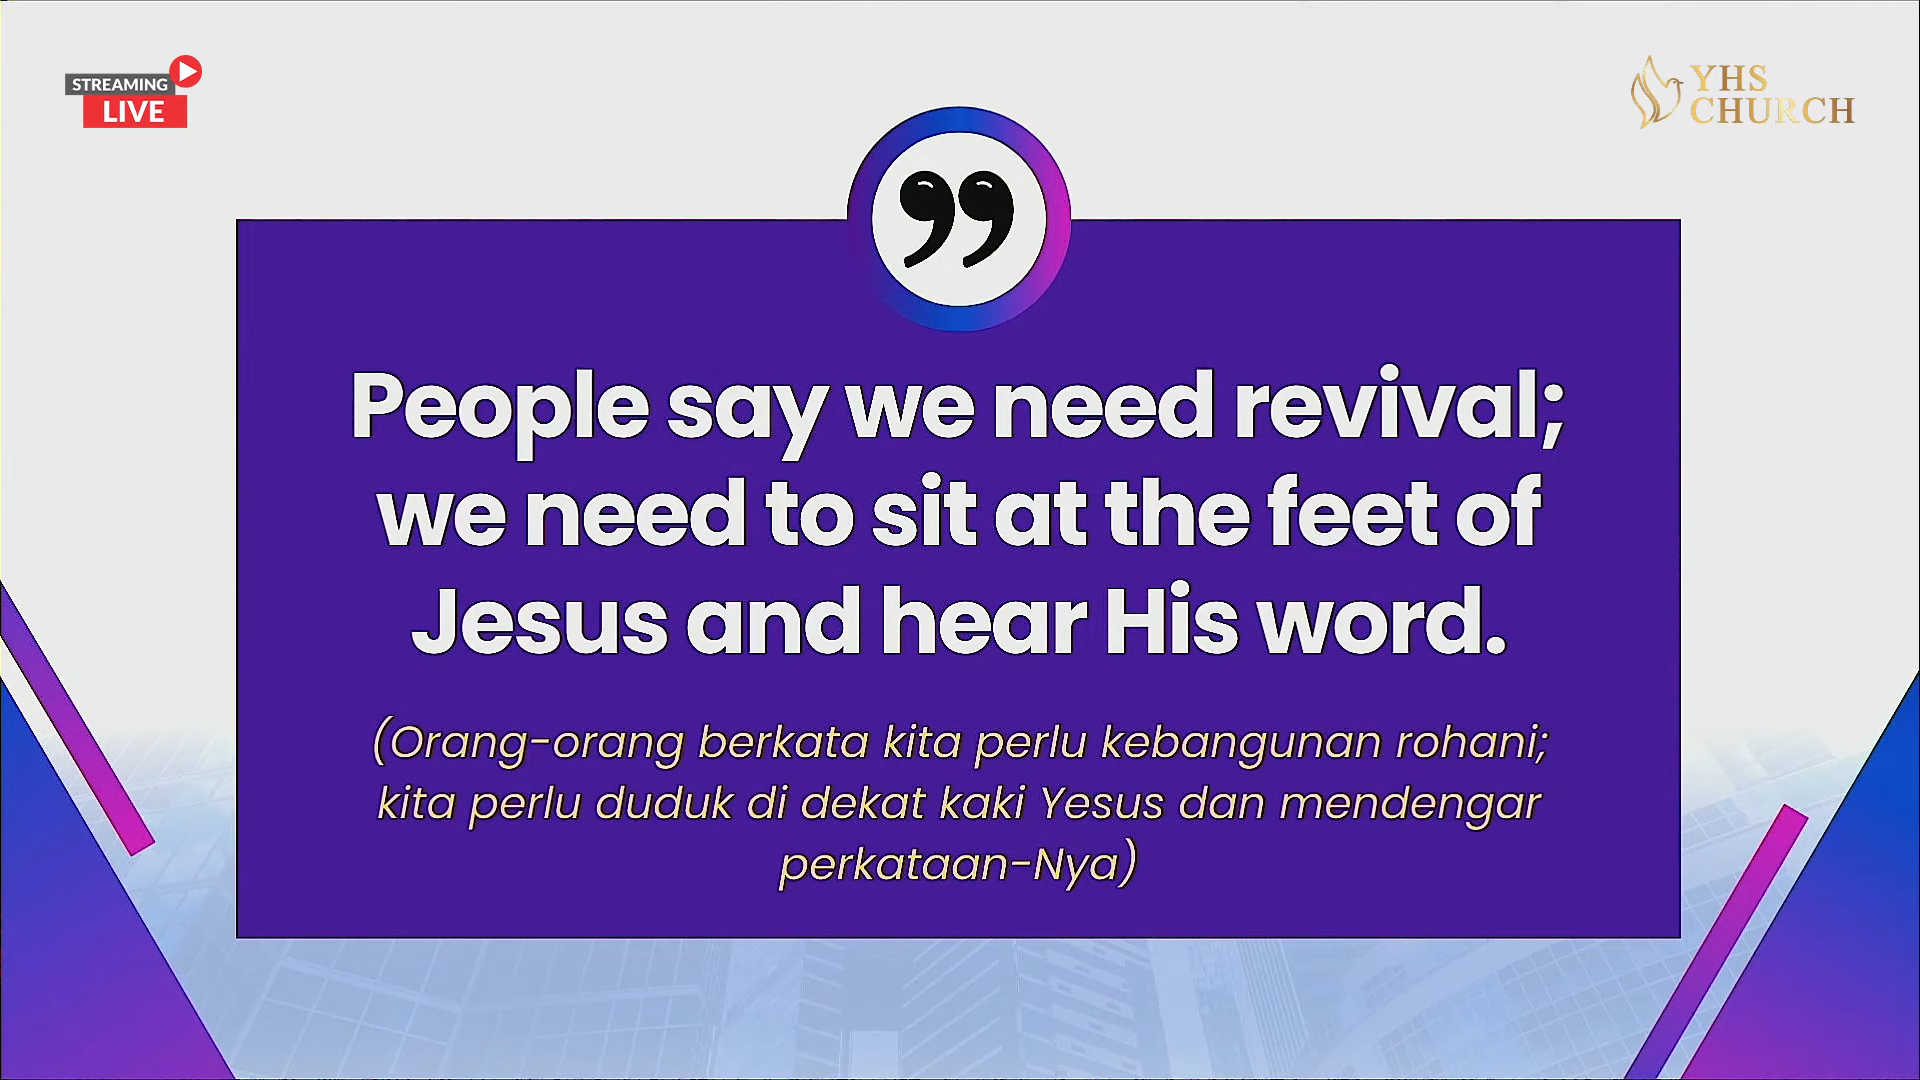 STREAMING
LIVE
YHS
CHURCH
People say we need revival;
we need to sit at the feet of
Jesus and hear His word.
(Orang-orang berkata kita perlu kebangunan rohani;
kita perlu duduk di dekat kaki Yesus dan mendengar
perkataan-Nya)